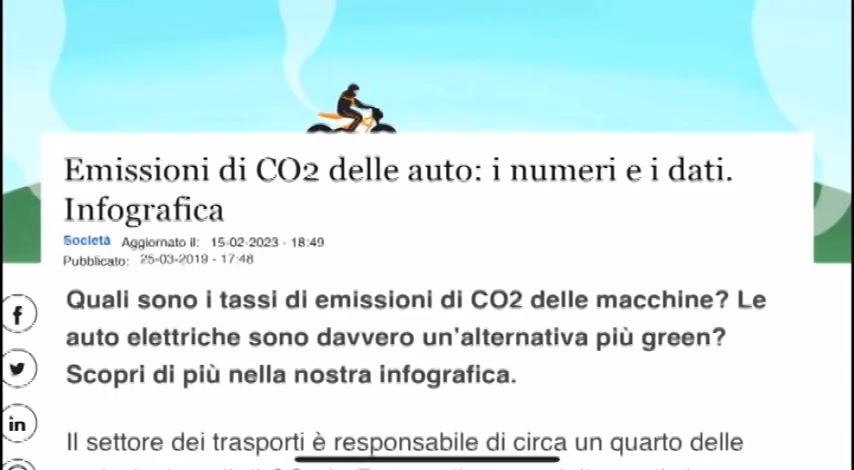 Emissioni di CO2 delle auto: i numeri e i dati.
Infografica
Società Aggiornato il: 15-02-2023 - 18:49
Pubblicato: 25-03-2019 - 17:48
Quali sono i tassi di emissioni di CO2 delle macchine? Le
auto elettriche sono davvero un'alternativa più green?
Scopri di più nella nostra infografica.
Il settore dei trasporti è responsabile di circa un quarto delle